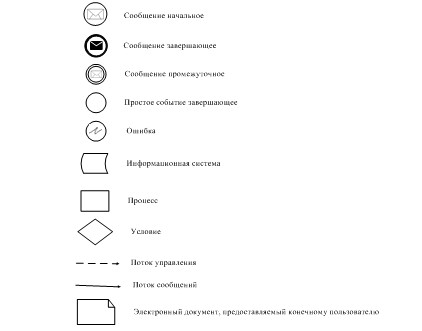 Сообщение начальное
Сообщение завершающее
Сообщение промежуточное
Простое событие завершающее
Ошибка
Информационная система
Процесс
Условие
Поток управления
Поток сообщений
Электронный документ, предоставляемый конечному пользователю